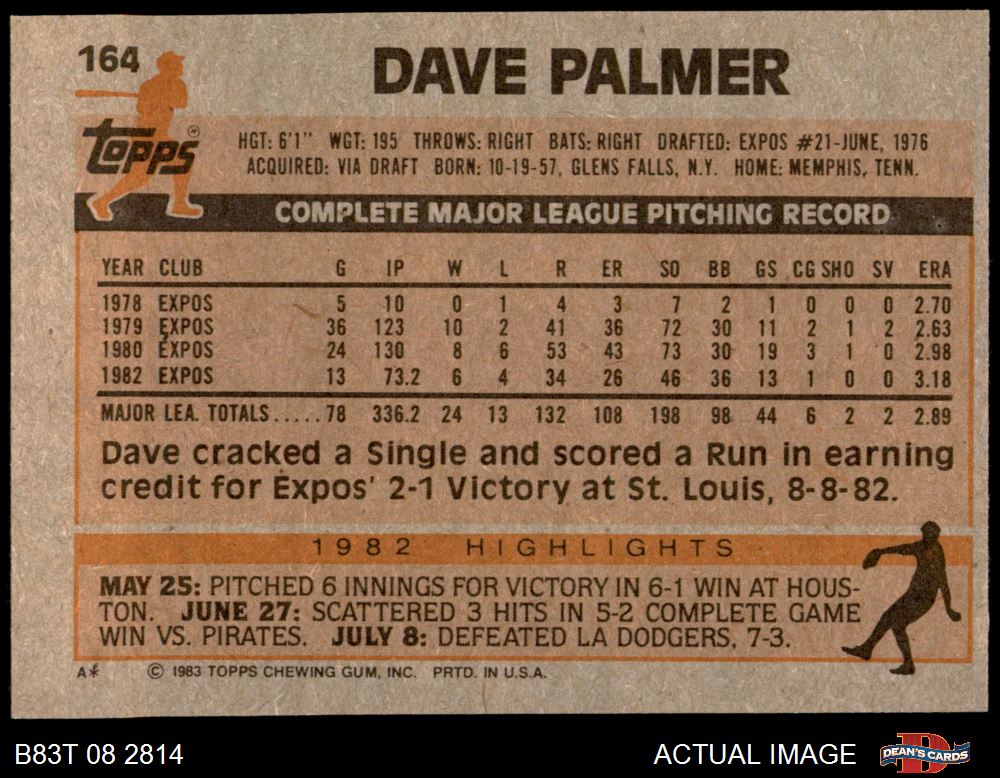 164
DAVE PALMER
topps
HGT: 6'1" WGT: 195 THROWS: RIGHT BATS: RIGHT DRAFTED: EXPOS #21-JUNE, 1976
ACQUIRED: VIA DRAFT BORN: 10-19-57, GLENS FALLS, N.Y. HOME: MEMPHIS, TENN.
COMPLETE MAJOR LEAGUE PITCHING RECORD
YEAR CLUB G IP W L R ER SO BB GS CG SHO SV ERA
1978 EXPOS 5 10 0 1 4 3 7 2 1 0 0 0 2.70
1979 EXPOS 36 123 10 2 41 36 72 30 11 2 1 2 2.63
1980 EXPOS 24 130 8 6 53 43 73 30 19 3 1 0 2.98
1982 EXPOS 13 73.2 6 4 34 26 46 36 13 1 0 0 3.18
MAJOR LEA. TOTALS.....78 336.2 24 13 132 108 198 98 44 6 2 2 2.89
Dave cracked a Single and scored a Run in earning
credit for Expos' 2-1 Victory at St. Louis, 8-8-82.
1982 HIGHLIGHTS
MAY 25: PITCHED 6 INNINGS FOR VICTORY IN 6-1 WIN AT HOUS-
TON. JUNE 27: SCATTERED 3 HITS IN 5-2 COMPLETE GAME
WIN VS. PIRATES. JULY 8: DEFEATED LA DODGERS, 7-3.
A* © 1983 TOPPS CHEWING GUM, INC. PRTD. IN U.S.A.
B83T 08 2814 ACTUAL IMAGE DEAN'S CARDS